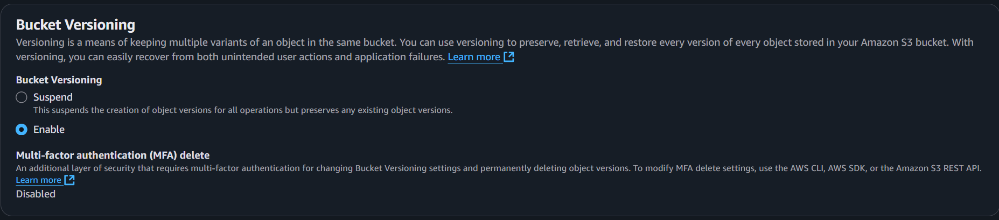 Bucket Versioning
Versioning is a means of keeping multiple variants of an object in the same bucket. You can use versioning to preserve, retrieve, and restore every version of every object stored in your Amazon S3 bucket. With
versioning, you can easily recover from both unintended user actions and application failures. Learn more
Bucket Versioning
Suspend
This suspends the creation of object versions for all operations but preserves any existing object versions.
Enable
Multi-factor authentication (MFA) delete
An additional layer of security that requires multi-factor authentication for changing Bucket Versioning settings and permanently deleting object versions. To modify MFA delete settings, use the AWS CLI, AWS SDK, or the Amazon S3 REST API.
Learn more
Disabled